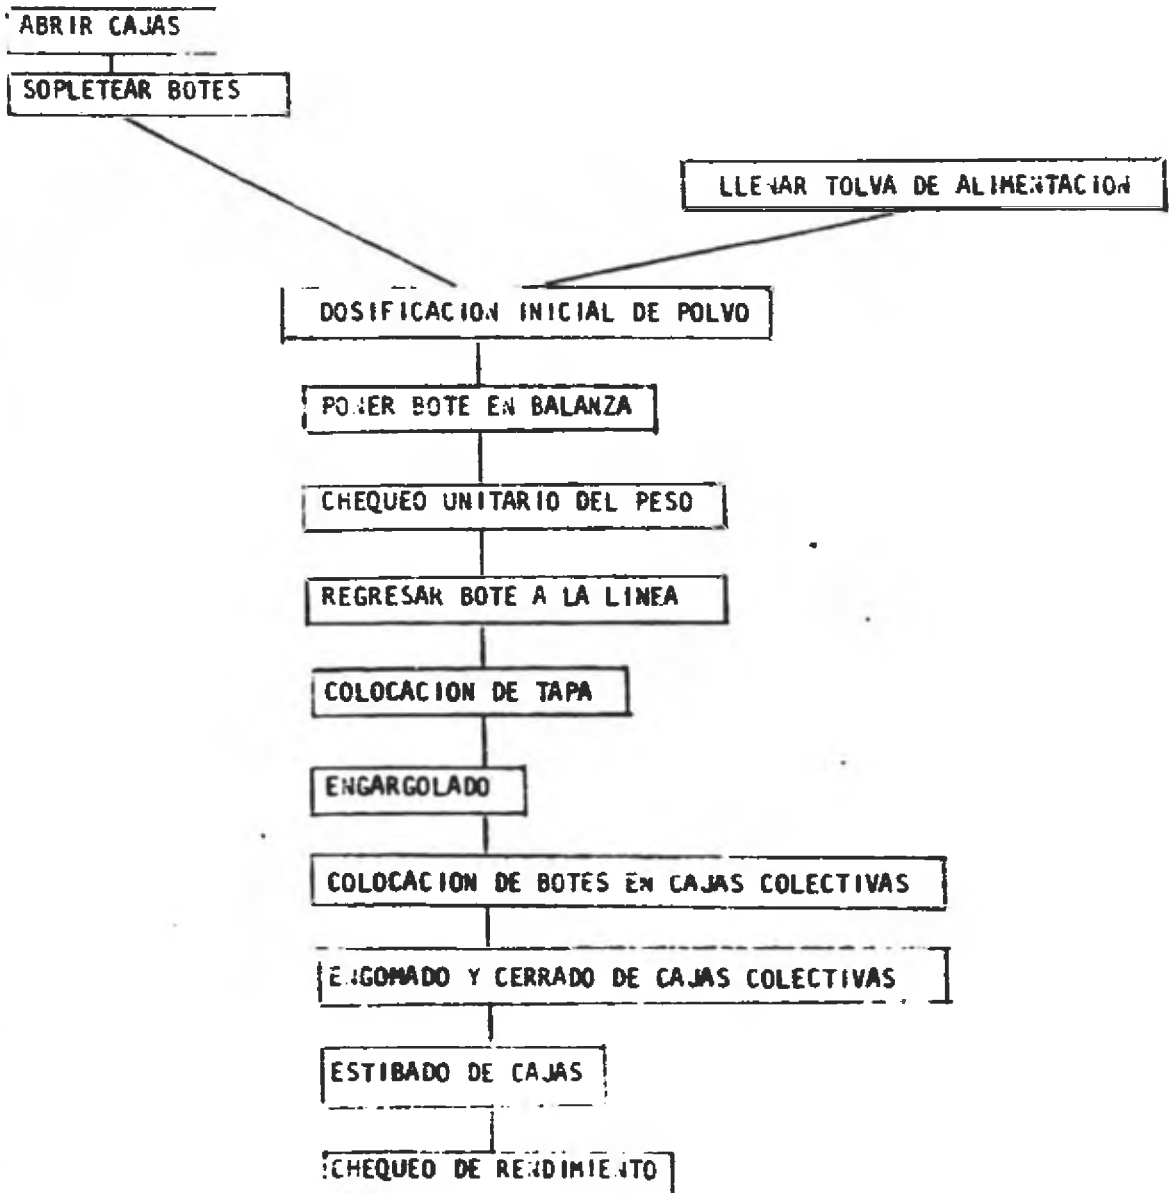 ABRIR CAJAS
SOPLETEAR BOTES
LLENAR TOLVA DE ALIMENTACION
DOSIFICACION INICIAL DE POLVO
PONER BOTE EN BALANZA
CHEQUEO UNITARIO DEL PESO
REGRESAR BOTE A LA LINEA
COLOCACION DE TAPA
ENGARGOLADO
COLOCACION DE BOTES EN CAJAS COLECTIVAS
ENGOMADO Y CERRADO DE CAJAS COLECTIVAS
ESTIBADO DE CAJAS
CHEQUEO DE RENDIMIENTO